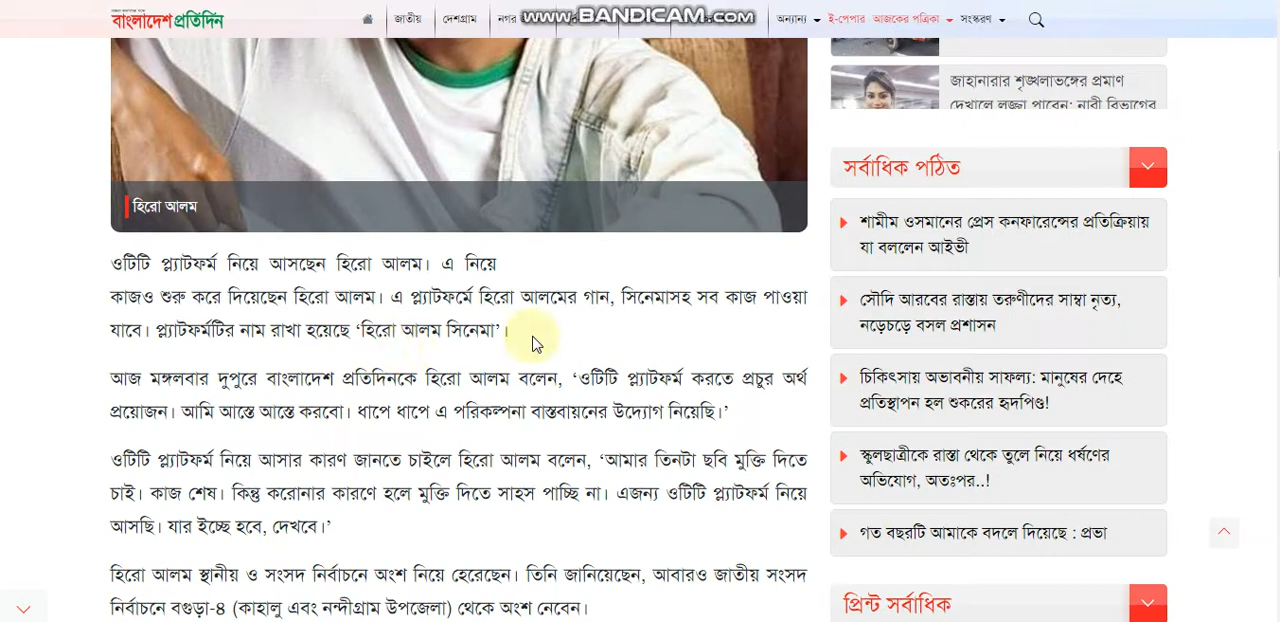 বাংলাদেশ প্রতিদিন
জাতীয়
দেশগ্রাম
নগর
www.BANDICAM.com
অন্যান্য
ই-পেপার
আজকের পত্রিকা
সংস্করণ
জাহানারার শৃঙ্খলাভঙ্গের প্রমাণ
দেখালে লজ্জা পাবেন: নারী বিভাগের
হিরো আলম
ওটিটি প্ল্যাটফর্ম নিয়ে আসছেন হিরো আলম। এ নিয়ে
কাজও শুরু করে দিয়েছেন হিরো আলম। এ প্ল্যাটফর্মে হিরো আলমের গান, সিনেমাসহ সব কাজ পাওয়া
যাবে। প্ল্যাটফর্মটির নাম রাখা হয়েছে ‘হিরো আলম সিনেমা’।
আজ মঙ্গলবার দুপুরে বাংলাদেশ প্রতিদিনকে হিরো আলম বলেন, ‘ওটিটি প্ল্যাটফর্ম করতে প্রচুর অর্থ
প্রয়োজন। আমি আস্তে আস্তে করবো। ধাপে ধাপে এ পরিকল্পনা বাস্তবায়নের উদ্যোগ নিয়েছি।’
ওটিটি প্ল্যাটফর্ম নিয়ে আসার কারণ জানতে চাইলে হিরো আলম বলেন, ‘আমার তিনটা ছবি মুক্তি দিতে
চাই। কাজ শেষ। কিন্তু করোনার কারণে হলে মুক্তি দিতে সাহস পাচ্ছি না। এজন্য ওটিটি প্ল্যাটফর্ম নিয়ে
আসছি। যার ইচ্ছে হবে, দেখবে।’
হিরো আলম স্থানীয় ও সংসদ নির্বাচনে অংশ নিয়ে হেরেছেন। তিনি জানিয়েছেন, আবারও জাতীয় সংসদ
নির্বাচনে বগুড়া-৪ (কাহালু এবং নন্দীগ্রাম উপজেলা) থেকে অংশ নেবেন।
সর্বাধিক পঠিত
শামীম ওসমানের প্রেস কনফারেন্সের প্রতিক্রিয়ায়
যা বললেন আইভী
সৌদি আরবের রাস্তায় তরুণীদের সাম্বা নৃত্য,
নড়েচড়ে বসল প্রশাসন
চিকিৎসায় অভাবনীয় সাফল্য: মানুষের দেহে
প্রতিস্থাপন হল শুকরের হৃদপিণ্ড!
স্কুলছাত্রীকে রাস্তা থেকে তুলে নিয়ে ধর্ষণের
অভিযোগ, অতঃপর..!
গত বছরটি আমাকে বদলে দিয়েছে : প্রভা
প্রিন্ট সর্বাধিক